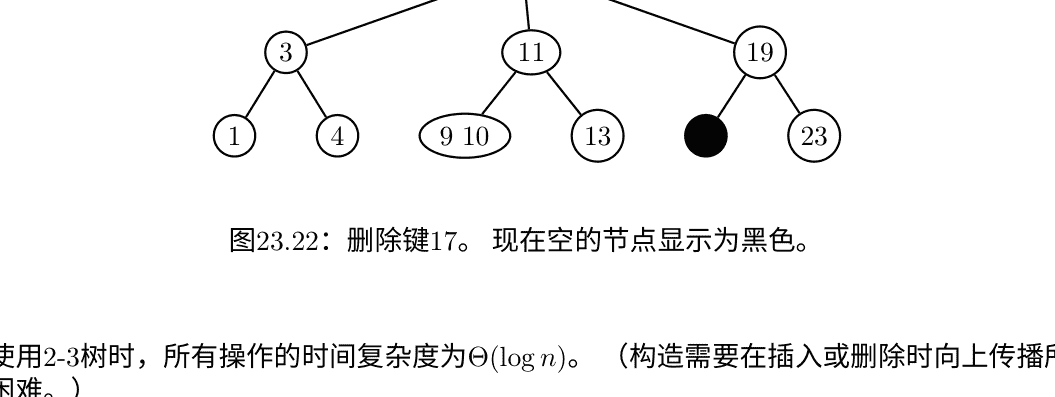 3 11 19
1 4 9 10 13 23
图23.22：删除键17。 现在空的节点显示为黑色。
使用2-3树时，所有操作的时间复杂度为Θ(log n)。 （构造需要在插入或删除时向上传播所
困难。）